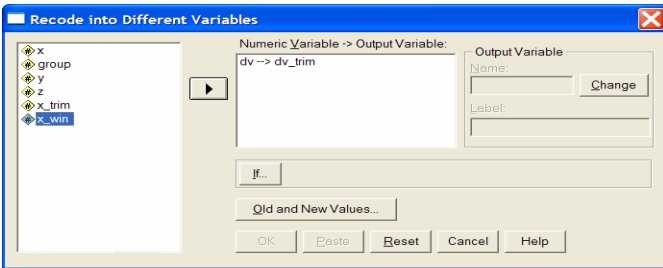 Recode into Different Variables
x
group
y
z
x_trim
x_win
Numeric Variable -> Output Variable:
dv --> dv_trim
Output Variable
Name:
Change
Label:
If...
Old and New Values...
OK Paste Reset Cancel Help